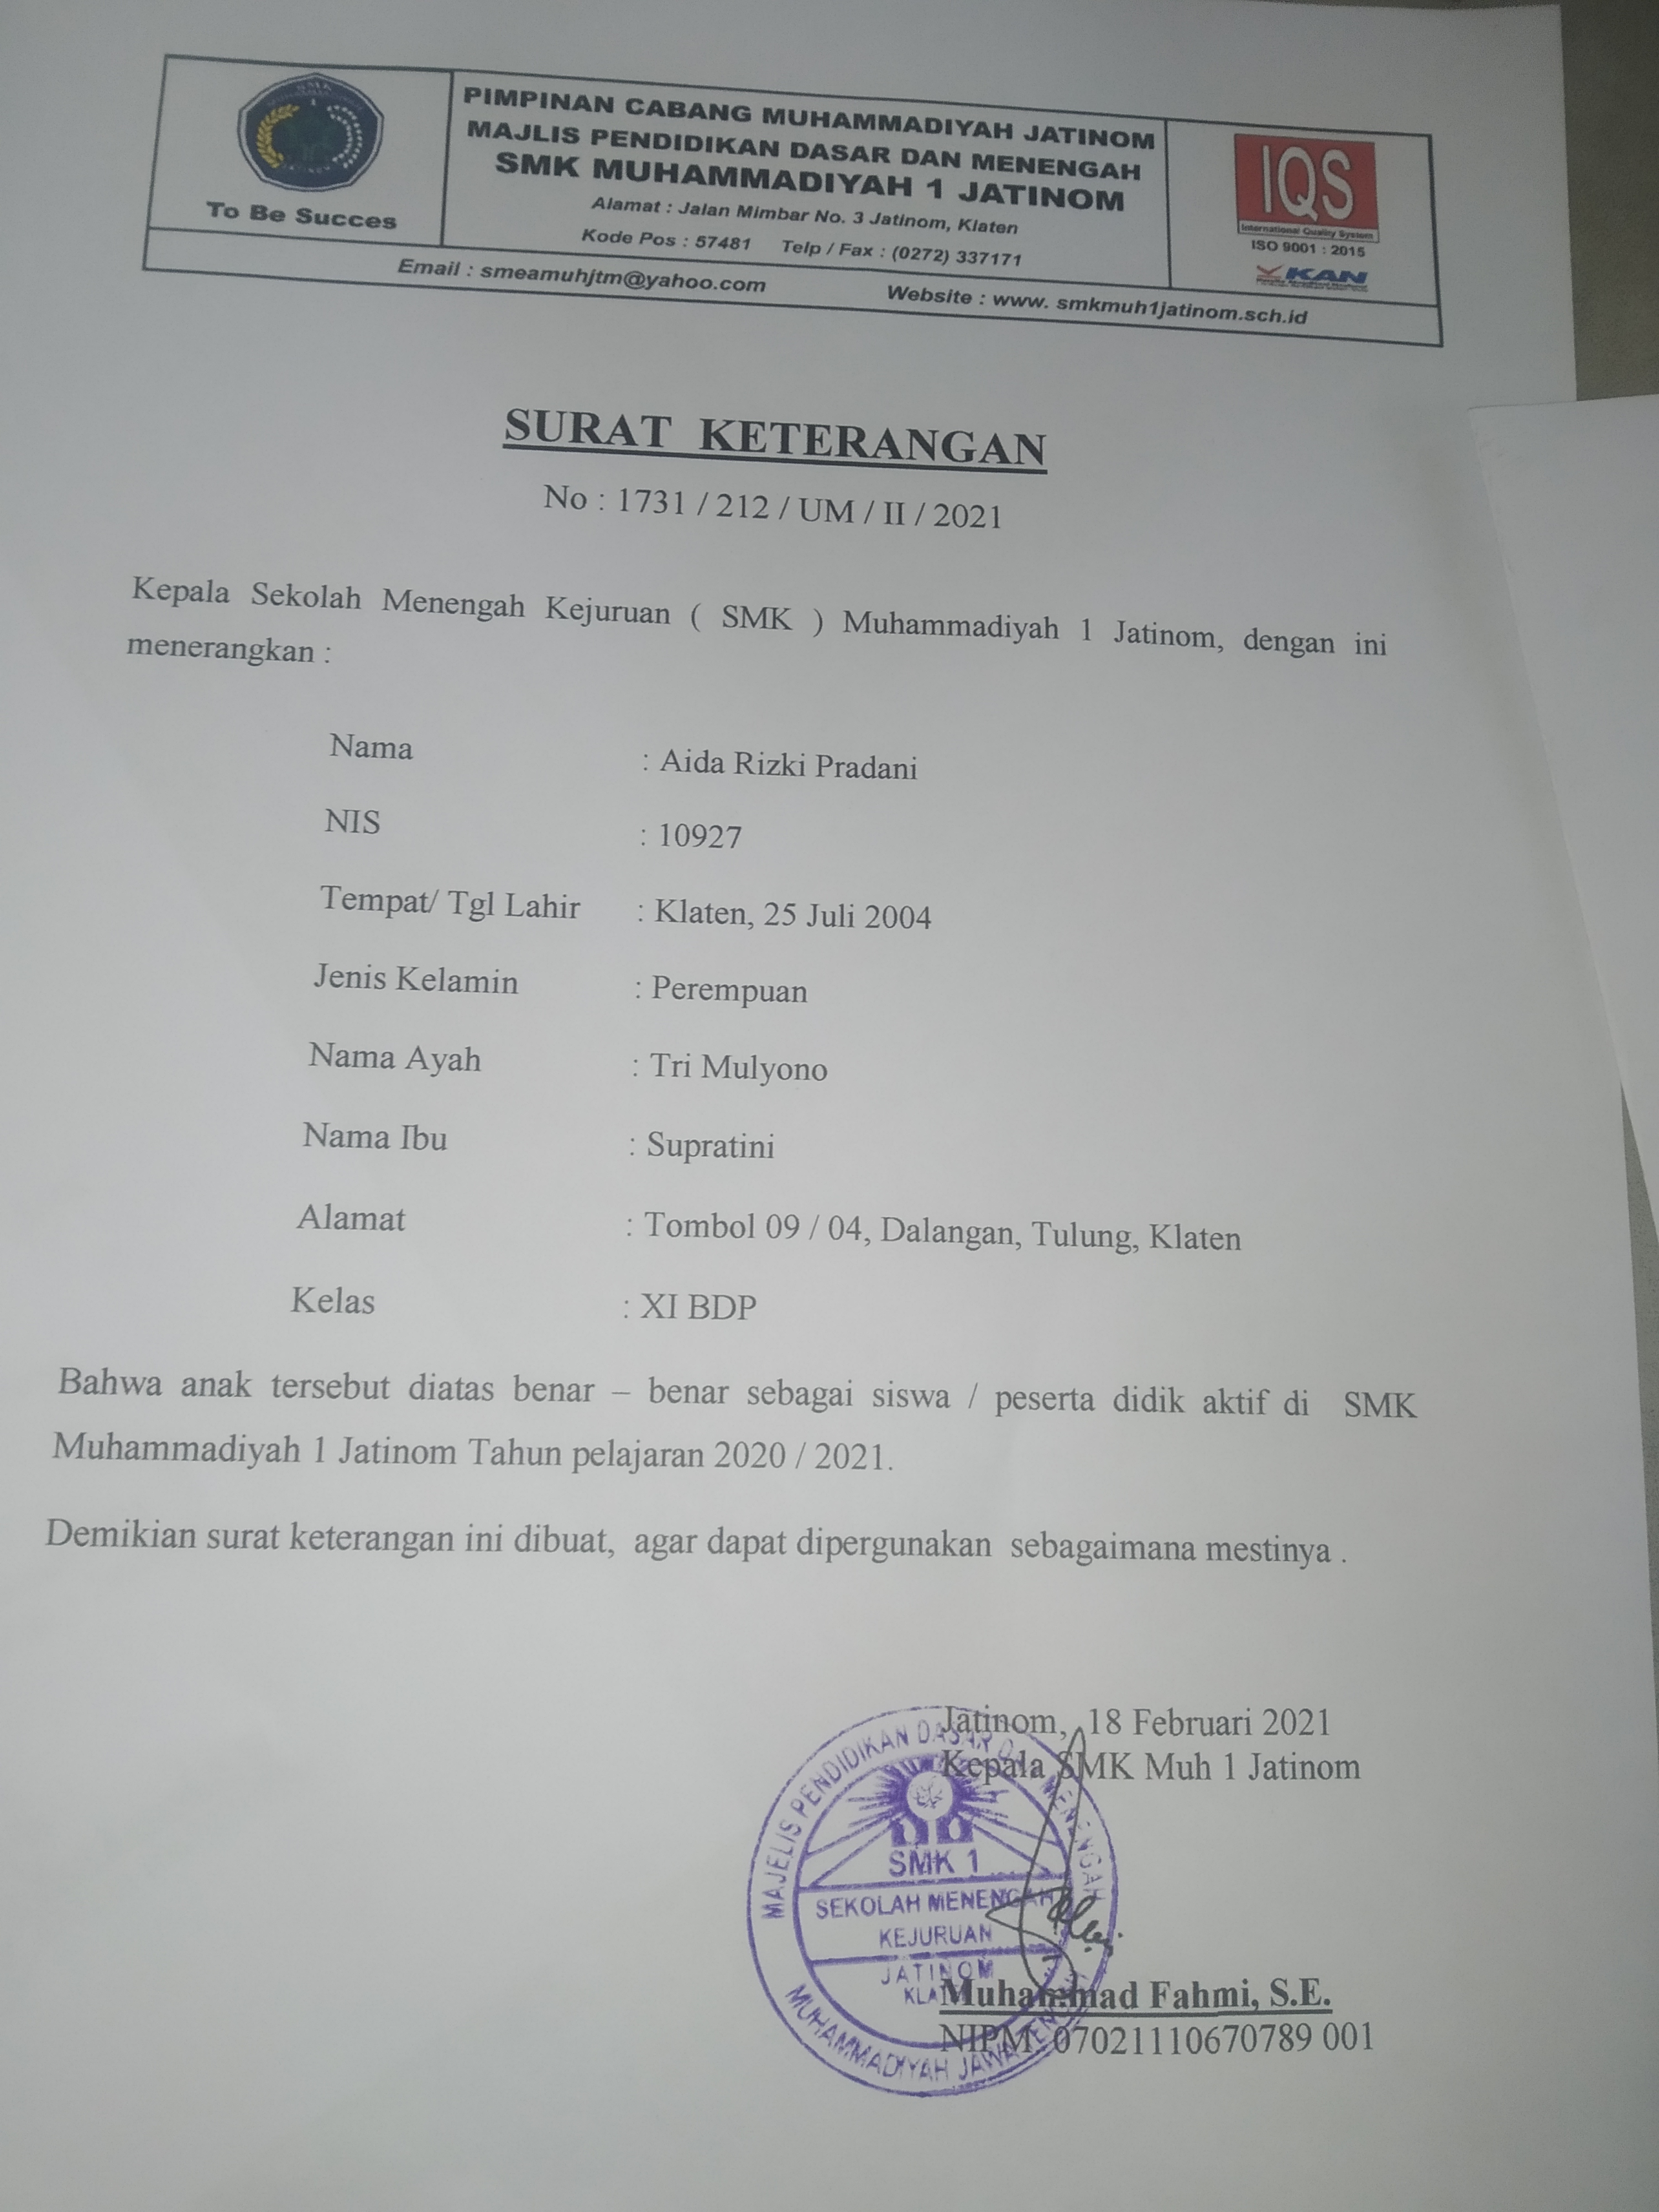 SMK
To Be Succes
PIMPINAN CABANG MUHAMMADIYAH JATINOM
MAJLIS PENDIDIKAN DASAR DAN MENENGAH
SMK MUHAMMADIYAH 1 JATINOM
Alamat : Jalan Mimbar No. 3 Jatinom, Klaten
Kode Pos : 57481 Telp / Fax : (0272) 337171
IQS
International Quality System
ISO 9001 : 2015
KAN
Email : smeamuhjtm@yahoo.com Website : www. smkmuh1jatinom.sch.id
SURAT KETERANGAN
No : 1731 / 212 / UM / II / 2021
Kepala Sekolah Menengah Kejuruan ( SMK ) Muhammadiyah 1 Jatinom, dengan ini
menerangkan :
Nama : Aida Rizki Pradani
NIS : 10927
Tempat/ Tgl Lahir : Klaten, 25 Juli 2004
Jenis Kelamin : Perempuan
Nama Ayah : Tri Mulyono
Nama Ibu : Supratini
Alamat : Tombol 09 / 04, Dalangan, Tulung, Klaten
Kelas : XI BDP
Bahwa anak tersebut diatas benar – benar sebagai siswa / peserta didik aktif di SMK
Muhammadiyah 1 Jatinom Tahun pelajaran 2020 / 2021.
Demikian surat keterangan ini dibuat, agar dapat dipergunakan sebagaimana mestinya .
Jatinom, 18 Februari 2021
Kepala SMK Muh 1 Jatinom
MAJELIS PENDIDIKAN DASAR DAN MENENGAH
SMK 1
SEKOLAH MENENGAH
KEJURUAN
JATINOM
MUHAMMADIYAH JAWA TENGAH
Muhammad Fahmi, S.E.
NIPM. 07021110670789 001